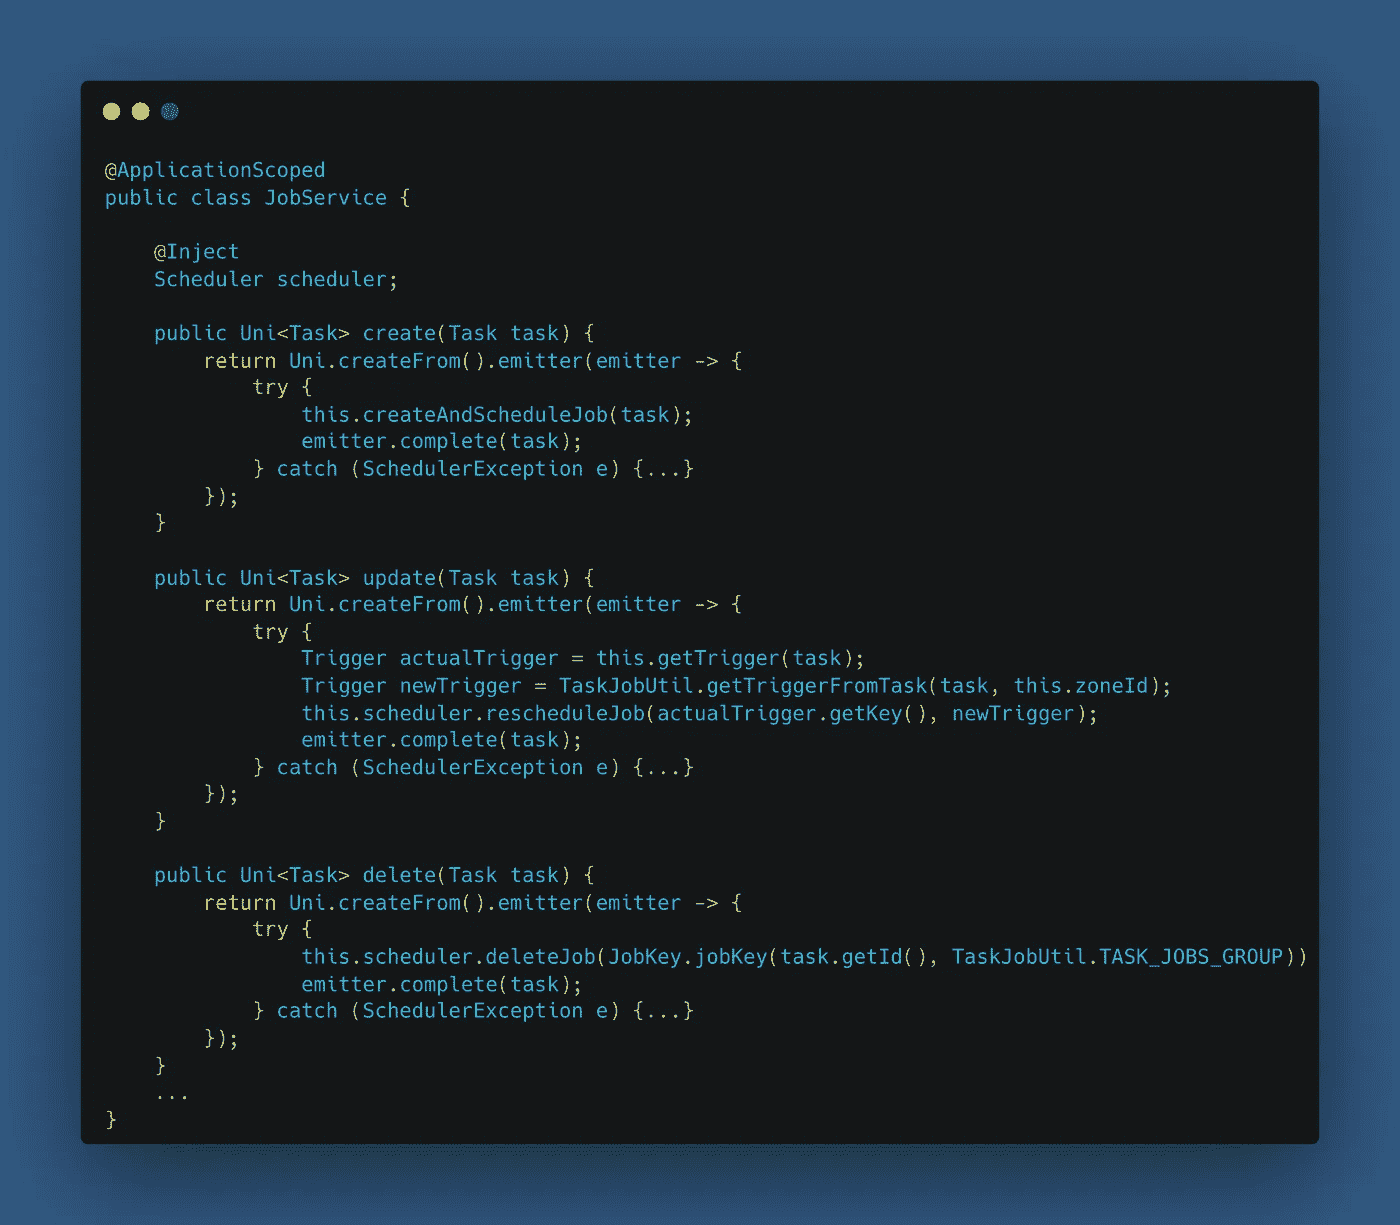 @ApplicationScoped
public class JobService {
    @Inject
    Scheduler scheduler;
    public Uni<Task> create(Task task) {
        return Uni.createFrom().emitter(emitter -> {
            try {
                this.createAndScheduleJob(task);
                emitter.complete(task);
            } catch (SchedulerException e) {...}
        });
    }
    public Uni<Task> update(Task task) {
        return Uni.createFrom().emitter(emitter -> {
            try {
                Trigger actualTrigger = this.getTrigger(task);
                Trigger newTrigger = TaskJobUtil.getTriggerFromTask(task, this.zoneId);
                this.scheduler.rescheduleJob(actualTrigger.getKey(), newTrigger);
                emitter.complete(task);
            } catch (SchedulerException e) {...}
        });
    }
    public Uni<Task> delete(Task task) {
        return Uni.createFrom().emitter(emitter -> {
            try {
                this.scheduler.deleteJob(JobKey.jobKey(task.getId(), TaskJobUtil.TASK_JOBS_GROUP))
                emitter.complete(task);
            } catch (SchedulerException e) {...}
        });
    }
    ...
}